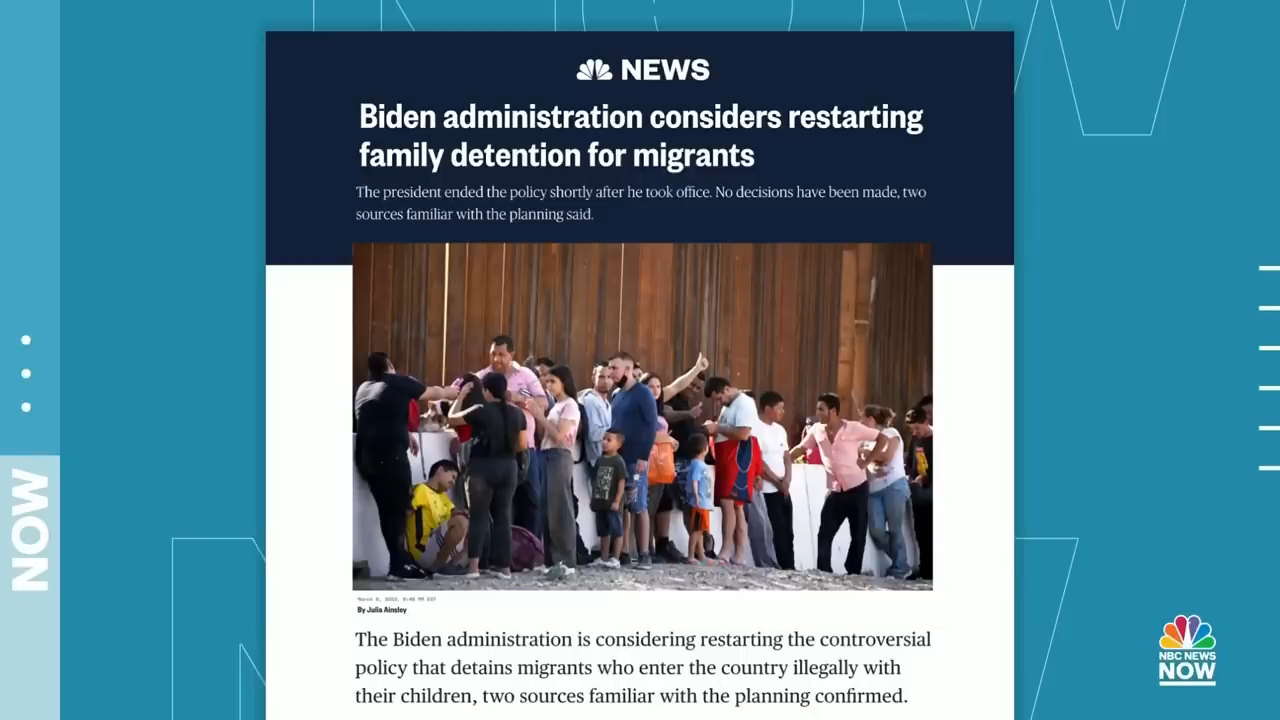 NEWS
Biden administration considers restarting
family detention for migrants
The president ended the policy shortly after he took office. No decisions have been made, two
sources familiar with the planning said.
By Julia Ainsley
The Biden administration is considering restarting the controversial
policy that detains migrants who enter the country illegally with
their children, two sources familiar with the planning confirmed.
NOW
NBC NEWS
NOW